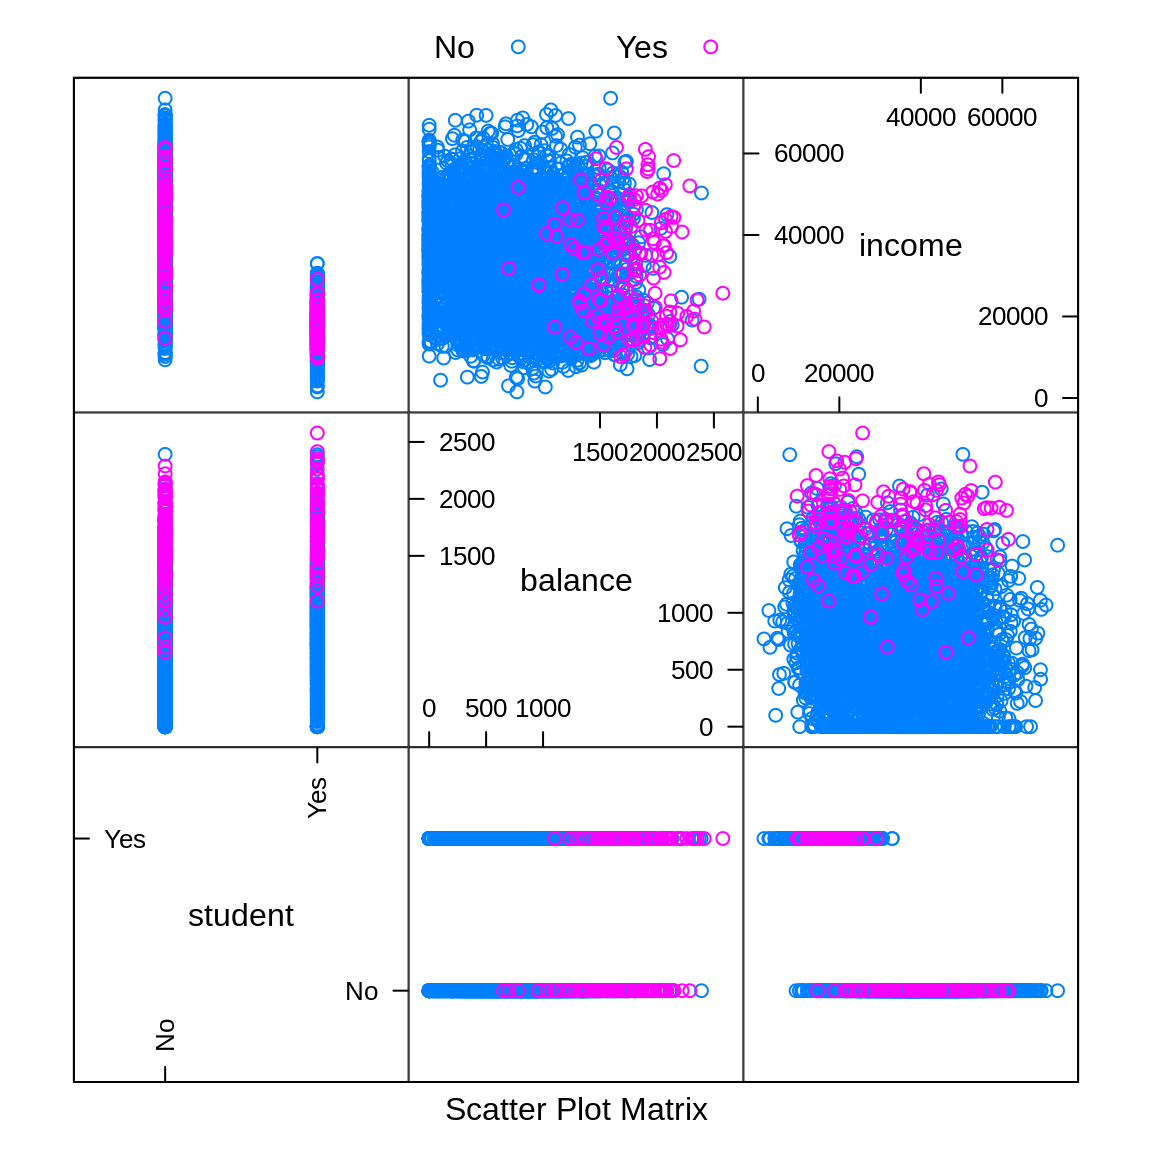 No Yes
40000 60000
60000
40000
income
20000
0 20000
0
2500
1500 2000 2500
2000
1500
balance
1000
500
0 500 1000
0
Yes
Yes
student
No
No
Scatter Plot Matrix